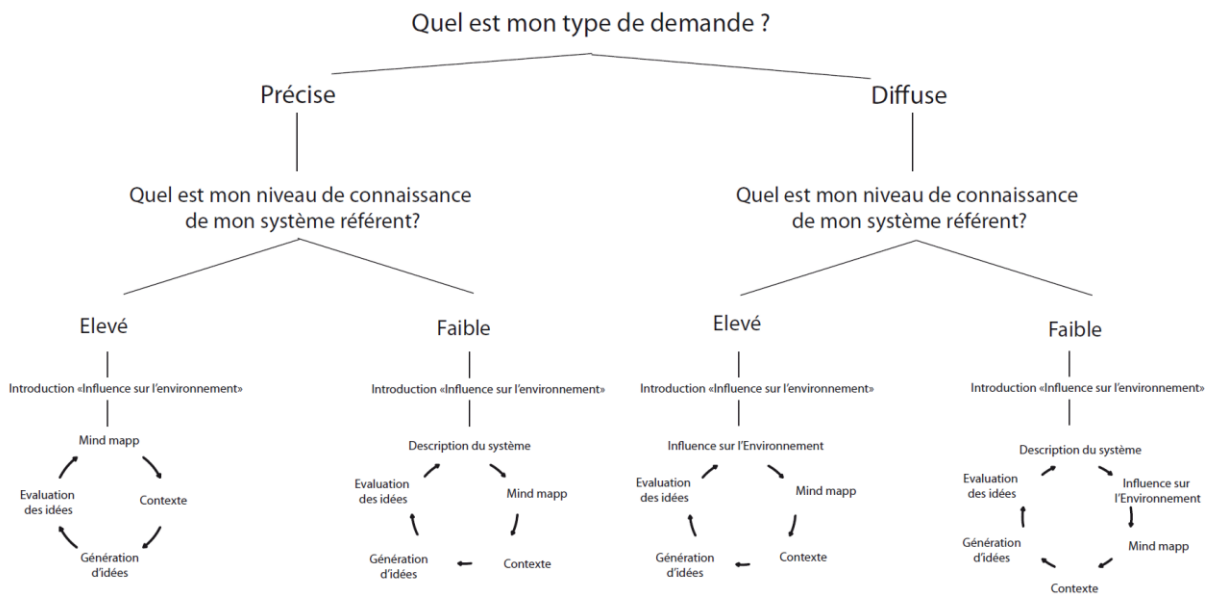 Quel est mon type de demande ?
Précise
Diffuse
Quel est mon niveau de connaissance
de mon système référent?
Quel est mon niveau de connaissance
de mon système référent?
Elevé
Faible
Elevé
Faible
Introduction «Influence sur l'environnement»
Introduction «Influence sur l'environnement»
Introduction «Influence sur l'environnement»
Introduction «Influence sur l'environnement»
Mind mapp
Contexte
Génération
d'idées
Evaluation
des idées
Description du système
Mind mapp
Contexte
Génération
d'idées
Evaluation
des idées
Influence sur l'Environnement
Mind mapp
Contexte
Génération
d'idées
Evaluation
des idées
Description du système
Influence sur
l'Environnement
Mind mapp
Contexte
Génération
d'idées
Evaluation
des idées